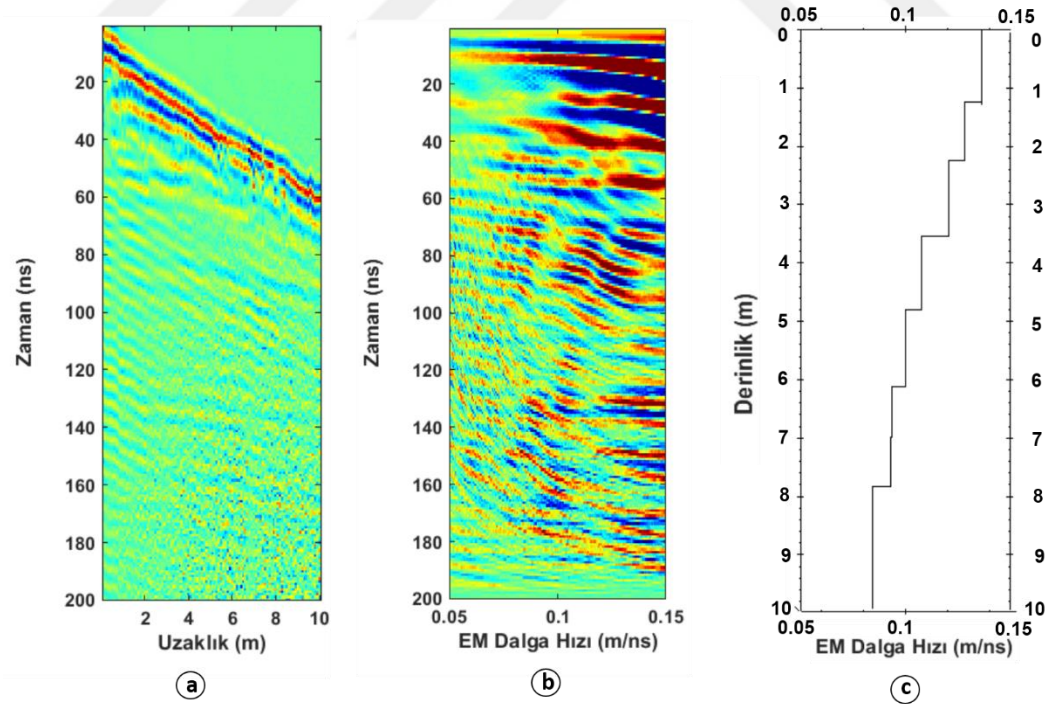 20
40
60
80
100
120
140
160
180
200
2 4 6 8 10
Zaman (ns)
Uzaklık (m)
a
20
40
60
80
100
120
140
160
180
200
0.05 0.1 0.15
Zaman (ns)
EM Dalga Hızı (m/ns)
b
0.05 0.1 0.15
0 0
1 1
2 2
3 3
4 4
5 5
6 6
7 7
8 8
9 9
10 10
0.05 0.1 0.15
Derinlik (m)
EM Dalga Hızı (m/ns)
c